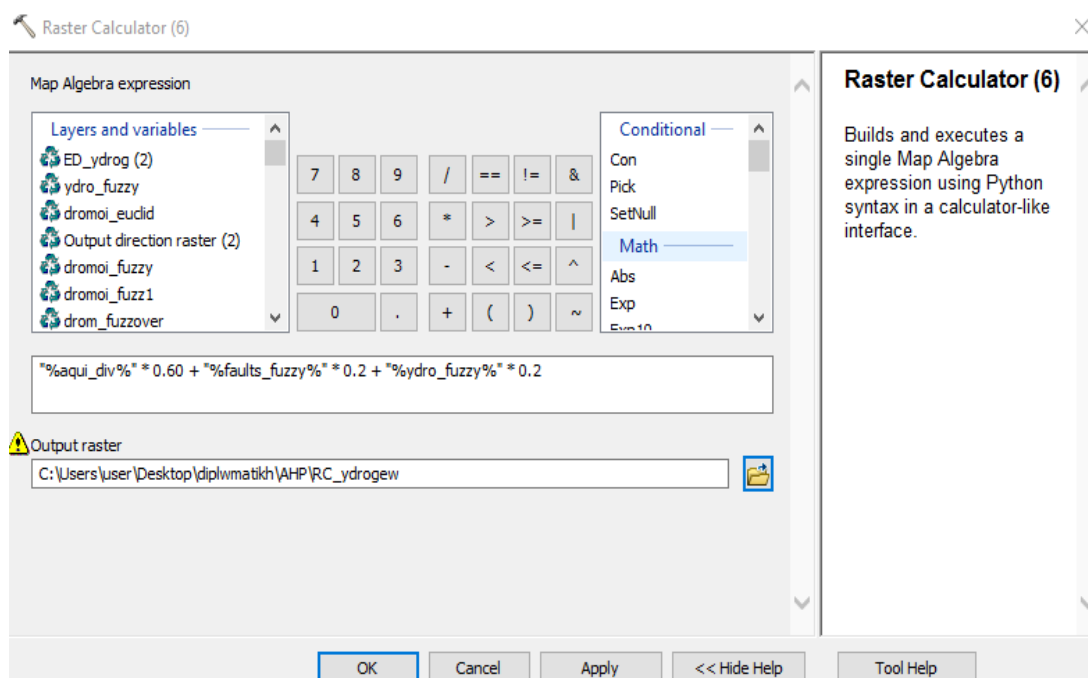 Raster Calculator (6)
Map Algebra expression
Layers and variables
ED_ydrog (2)
ydro_fuzzy
dromoi_euclid
Output direction raster (2)
dromoi_fuzzy
dromoi_fuzz1
drom_fuzzover
7 8 9 / == != &
4 5 6 * > >= |
1 2 3 - < <= ^
0 . + ( ) ~
Conditional
Con
Pick
SetNull
Math
Abs
Exp
Exp10
"%aqui_div%" * 0.60 + "%faults_fuzzy%" * 0.2 + "%ydro_fuzzy%" * 0.2
Output raster
C:\Users\user\Desktop\diplwmatikh\AHP\RC_ydrogew
OK Cancel Apply << Hide Help Tool Help
Raster Calculator (6)
Builds and executes a
single Map Algebra
expression using Python
syntax in a calculator-like
interface.